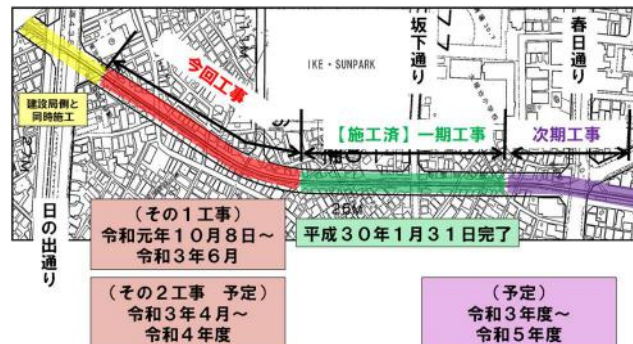 坂下通り
春日通り
IKE・SUNPARK
今回工事
建設局側と
同時施工
【施工済】一期工事
次期工事
27M
25M
日の出通り
（その1工事）
令和元年10月8日～
令和3年6月
平成30年1月31日完了
（その2工事　予定）
令和3年4月～
令和4年度
（予定）
令和3年度～
令和5年度